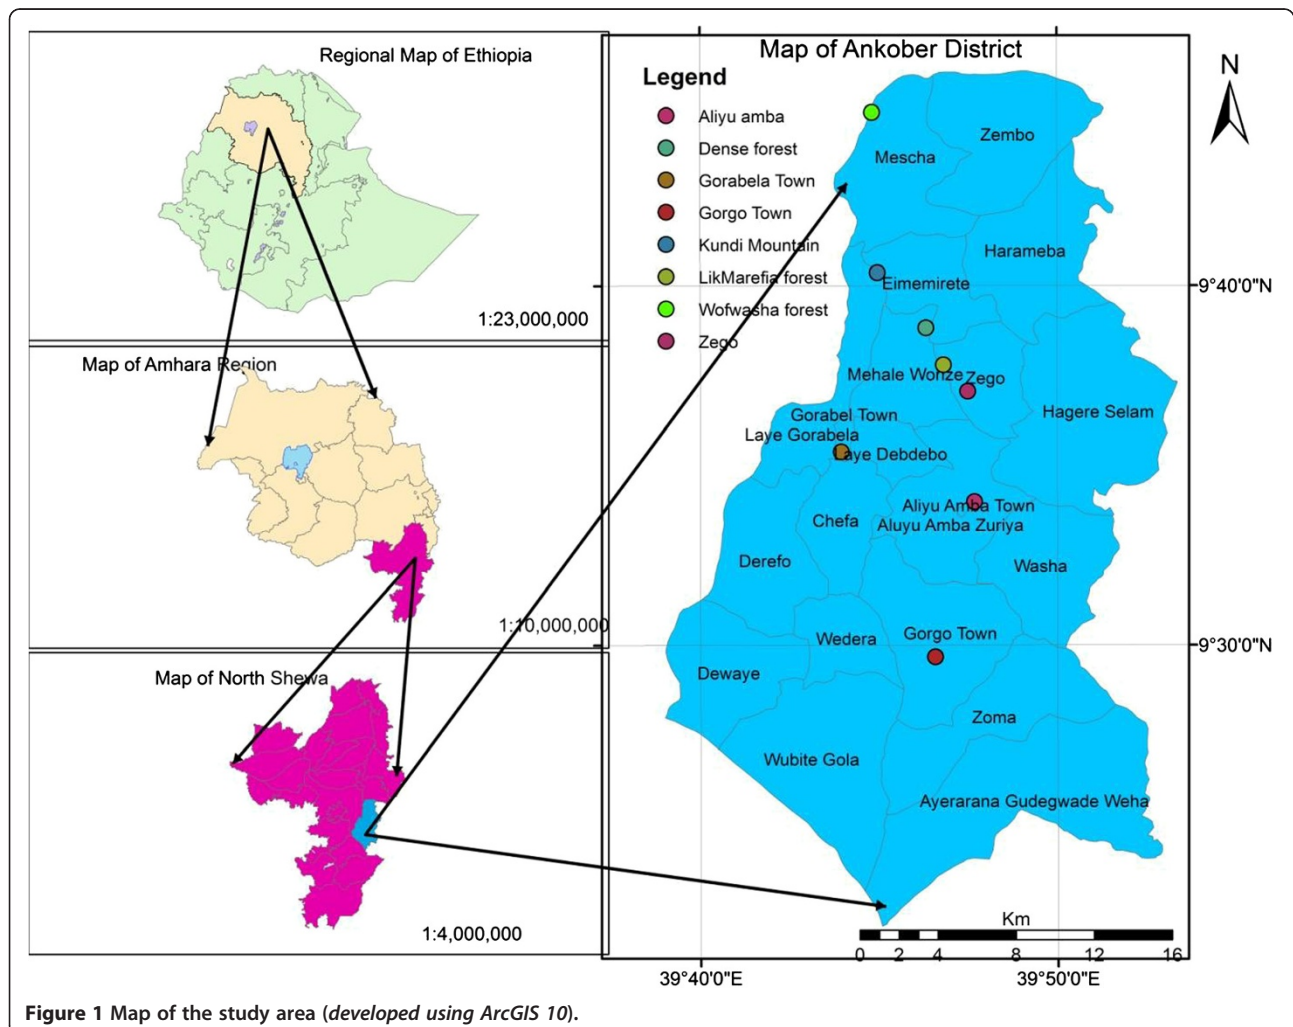 Regional Map of Ethiopia
1:23,000,000
Map of Amhara Region
1:10,000,000
Map of North Shewa
1:4,000,000
Map of Ankober District
Legend
Aliyu amba
Dense forest
Gorabela Town
Gorgo Town
Kundi Mountain
LikMarefia forest
Wofwasha forest
Zego
N
Zembo
Mescha
Harameba
Eimemirete
Mehale Wonze
Zego
Hagere Selam
Gorabel Town
Laye Gorabela
Laye Debdebo
Aliyu Amba Town
Chefa
Aluyu Amba Zuriya
Derefo
Washa
Gorgo Town
Wedera
Dewaye
Zoma
Wubite Gola
Ayerarana Gudegwade Weha
9°40'0"N
9°30'0"N
Km
0 2 4 8 12 16
39°40'0"E
39°50'0"E
Figure 1 Map of the study area (developed using ArcGIS 10).